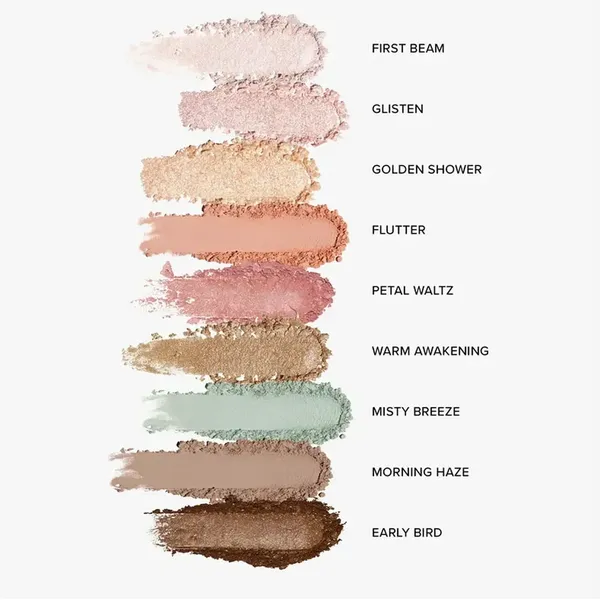 FIRST BEAM
GLISTEN
GOLDEN SHOWER
FLUTTER
PETAL WALTZ
WARM AWAKENING
MISTY BREEZE
MORNING HAZE
EARLY BIRD